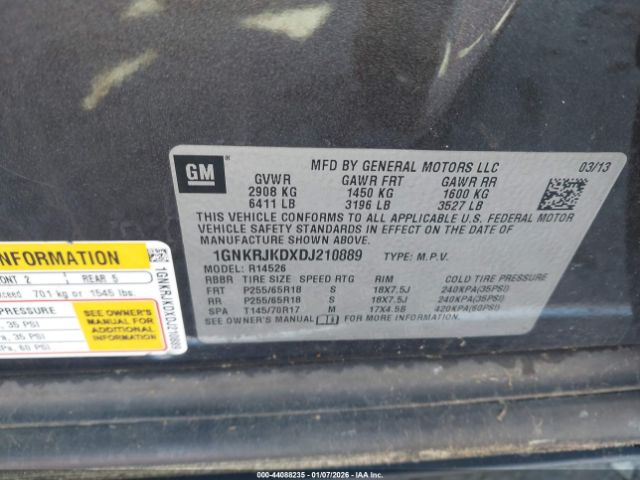 GM
MFD BY GENERAL MOTORS LLC 03/13
GVWR GAWR FRT GAWR RR
2908 KG 1450 KG 1600 KG
6411 LB 3196 LB 3527 LB
THIS VEHICLE CONFORMS TO ALL APPLICABLE U.S. FEDERAL MOTOR
VEHICLE SAFETY STANDARDS IN EFFECT ON THE DATE OF
MANUFACTURE SHOWN ABOVE.
1GNKRJKDXDJ210889 TYPE: M.P.V.
MODEL: R14526
RBBR TIRE SIZE SPEED RTG RIM COLD TIRE PRESSURE
FRT P255/65R18 S 18X7.5J 240KPA(35PSI)
RR P255/65R18 S 18X7.5J 240KPA(35PSI)
SPA T145/70R17 M 17X4.5B 420KPA(60PSI)
SEE OWNER'S MANUAL FOR MORE INFORMATION.
INFORMATION
ONT 2 REAR 5
xceed 701 kg or 1545 lbs.
PRESSURE
, 35 PSI
a, 35 PSI
Pa, 60 PSI
SEE OWNER'S
MANUAL FOR
ADDITIONAL
INFORMATION
1GNKRJKDXDJ210889
000 - 44088235 - 01/07/2026 - IAA Inc.